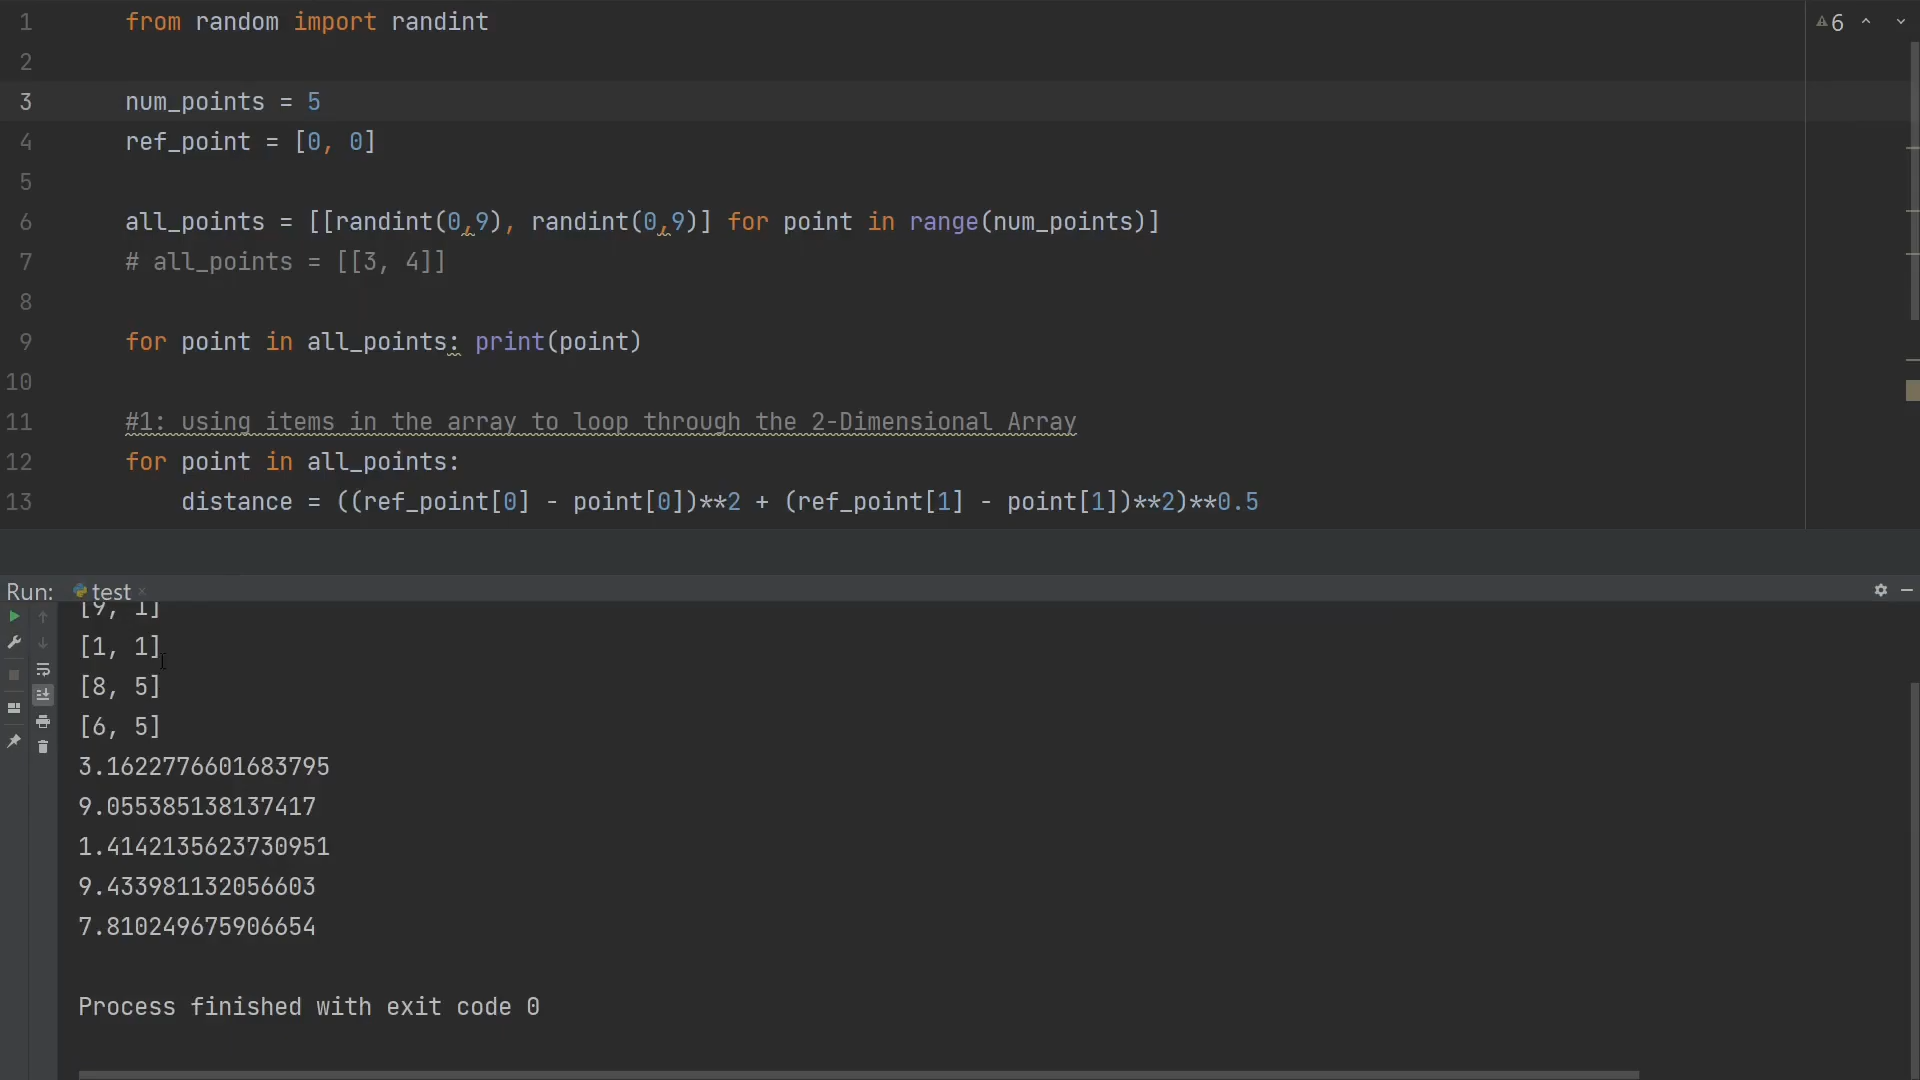 1 from random import randint
2
3 num_points = 5
4 ref_point = [0, 0]
5
6 all_points = [[randint(0,9), randint(0,9)] for point in range(num_points)]
7 # all_points = [[3, 4]]
8
9 for point in all_points: print(point)
10
11 #1: using items in the array to loop through the 2-Dimensional Array
12 for point in all_points:
13 distance = ((ref_point[0] - point[0])**2 + (ref_point[1] - point[1])**2)**0.5
6
Run: test
[9, 1]
[1, 1]
[8, 5]
[6, 5]
3.1622776601683795
9.055385138137417
1.4142135623730951
9.433981132056603
7.810249675906654
Process finished with exit code 0